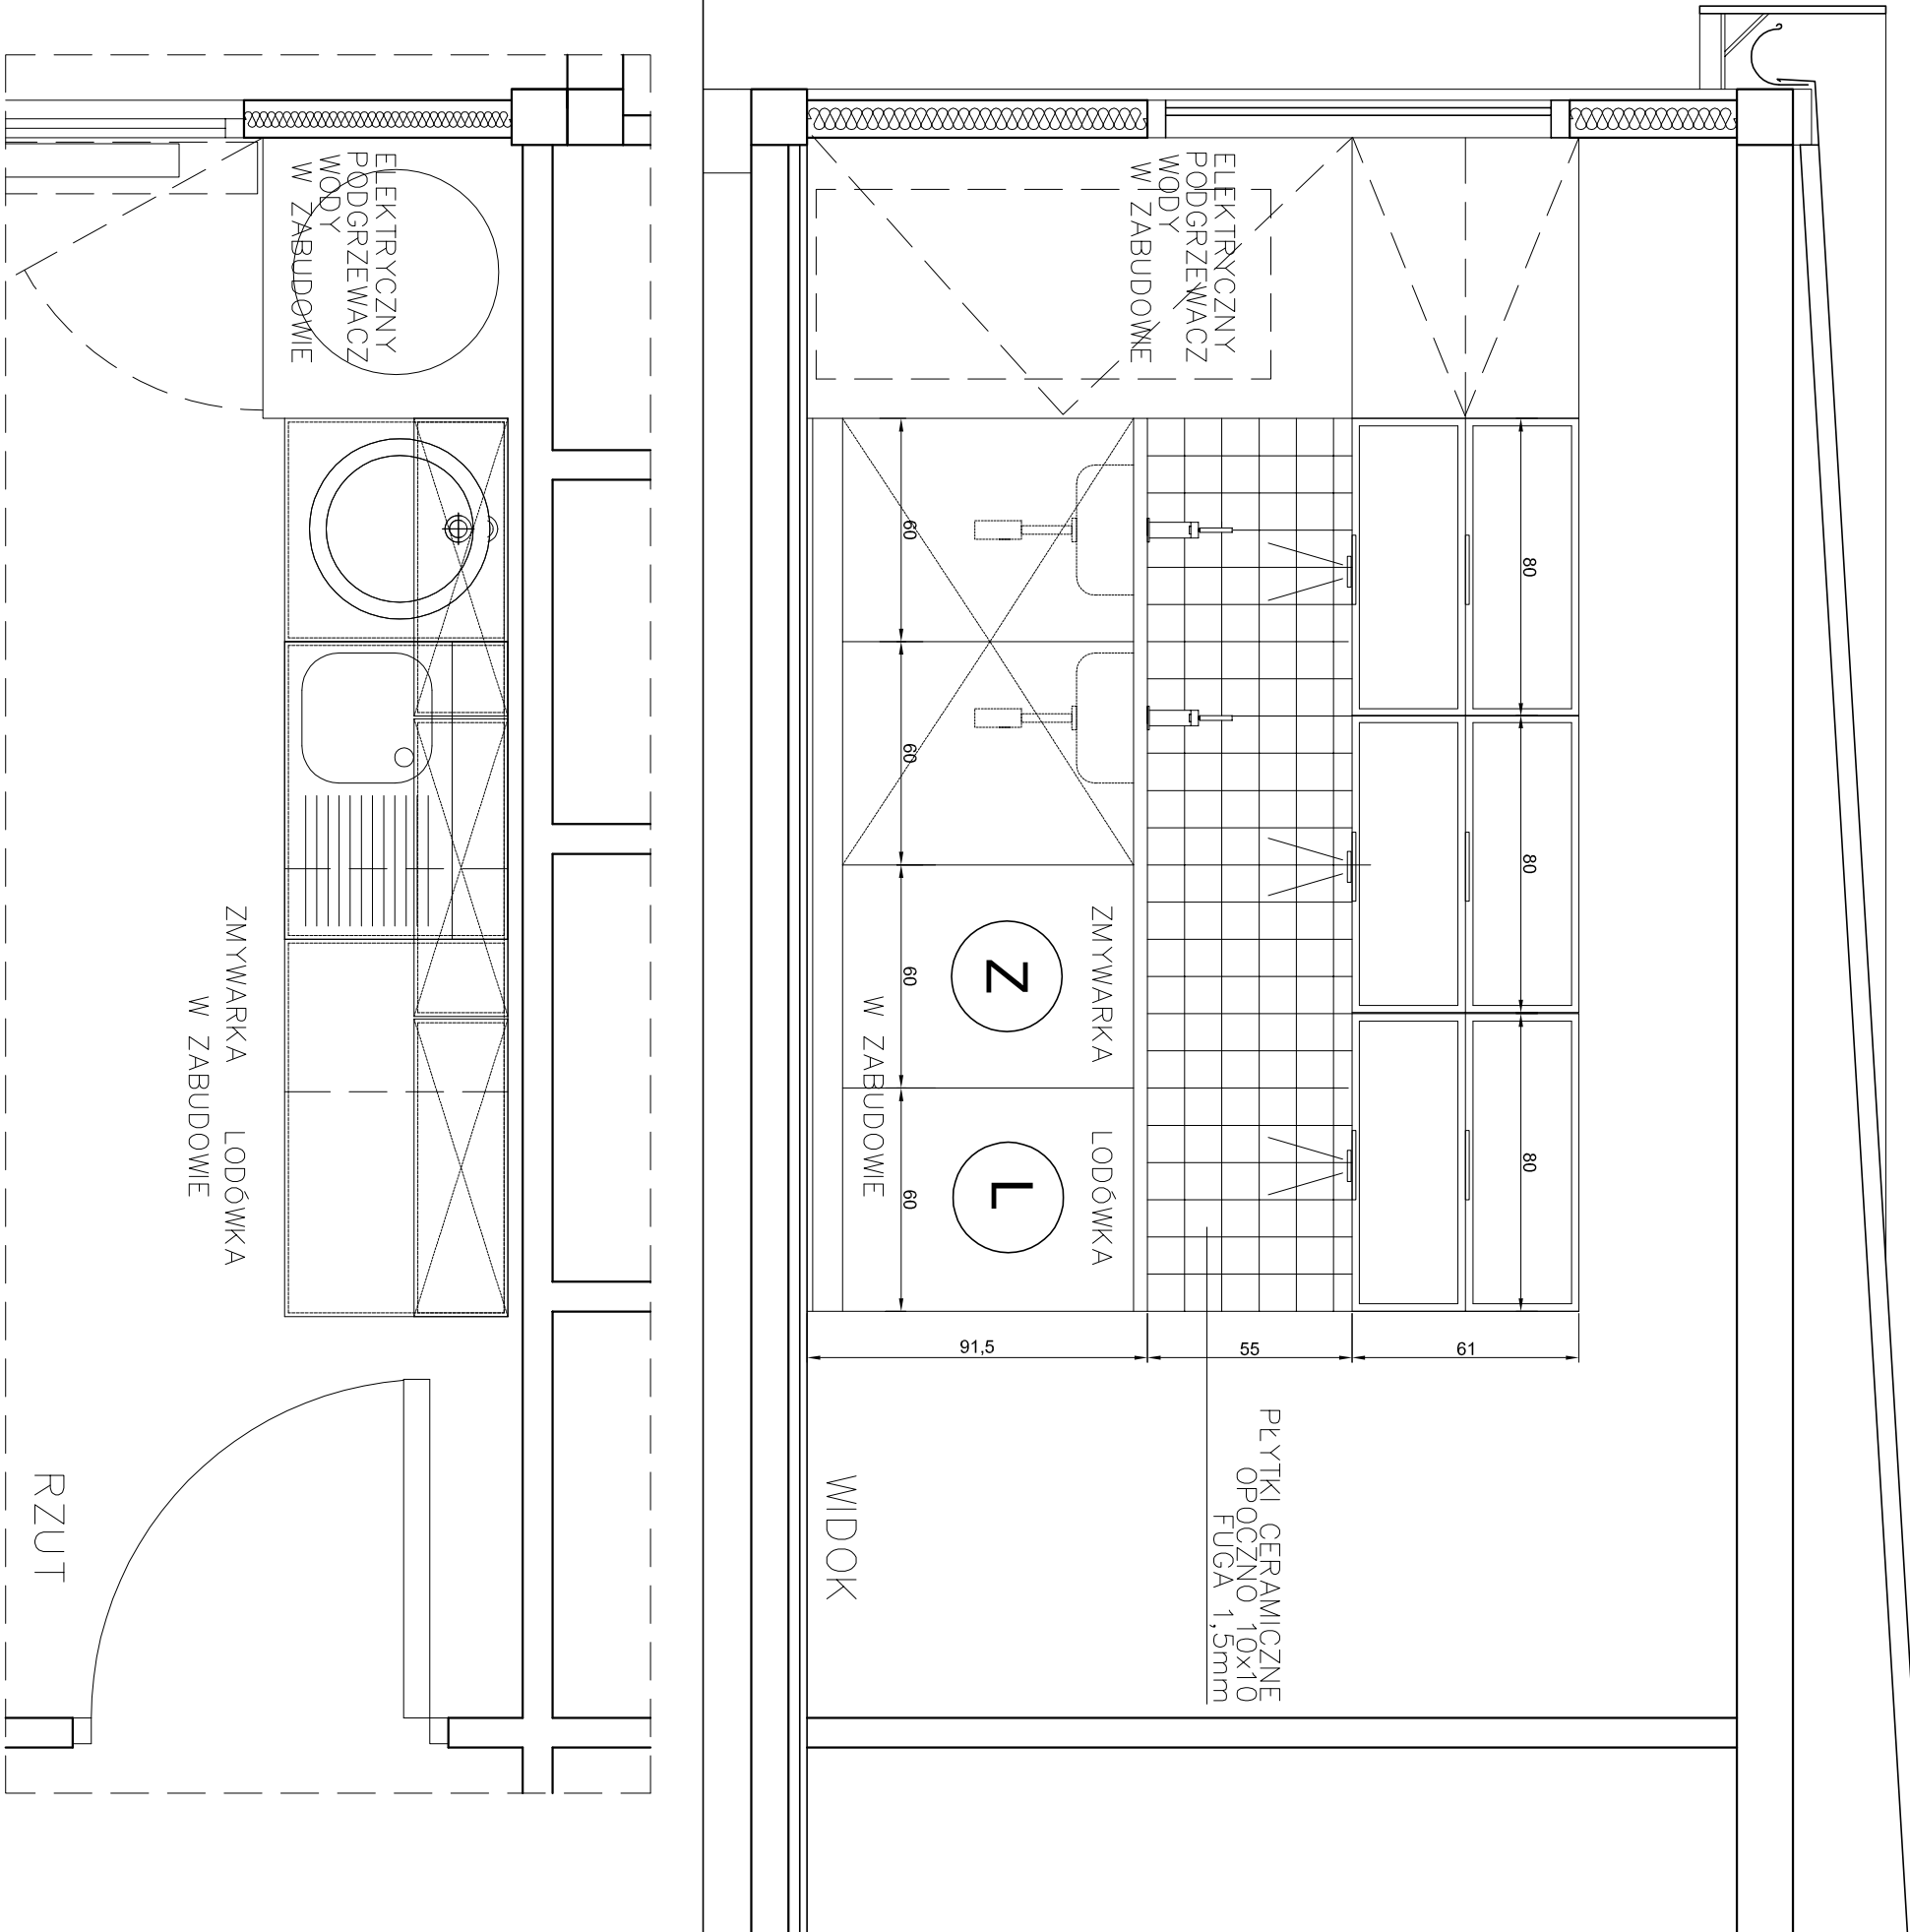 ELEKTRYCZNY
PODGRZEWACZ
WODY
W ZABUDOWIE
80
80
80
60
60
60
60
ZMYWARKA
LODÓWKA
Z
L
W ZABUDOWIE
61
55
91,5
PŁYTKI CERAMICZNE
OPOCZNO 10x10
FUGA 1,5mm
WIDOK
ELEKTRYCZNY
PODGRZEWACZ
WODY
W ZABUDOWIE
ZMYWARKA
LODÓWKA
W ZABUDOWIE
RZUT